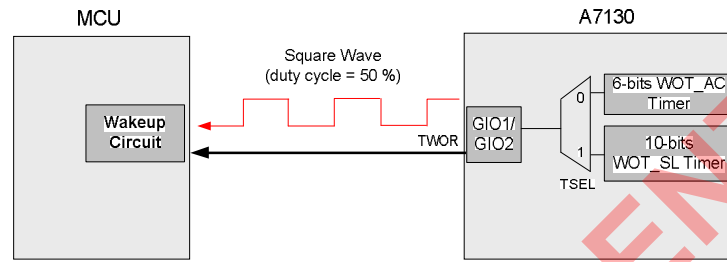 MCU
A7130
Square Wave
(duty cycle = 50 %)
Wakeup
Circuit
TWOR
GIO1/
GIO2
0
1
TSEL
6-bits WOT_AC
Timer
10-bits
WOT_SL Timer